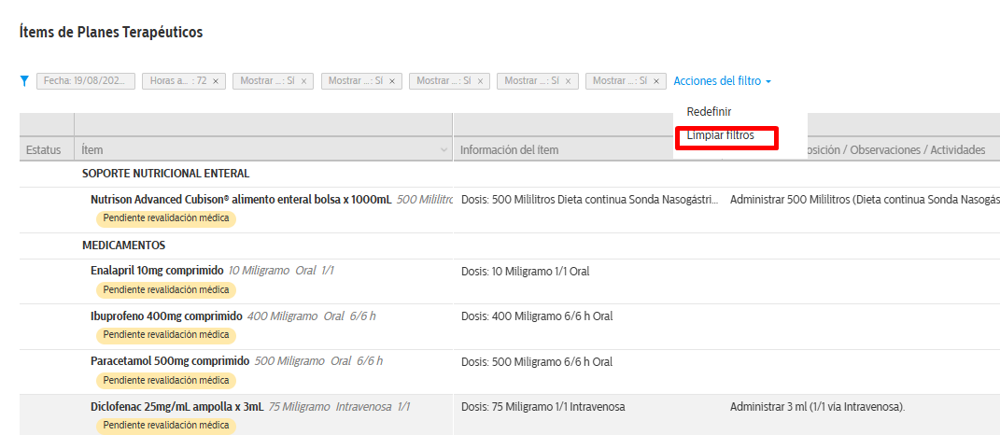 Ítems de Planes Terapéuticos
Fecha: 19/08/202... Horas a... : 72 × Mostrar ...: Sí × Mostrar ...: Sí × Mostrar ...: Sí × Mostrar ...: Sí × Mostrar ...: Sí × Acciones del filtro
Redefinir
Limpiar filtros
Estatus Ítem Información del ítem osición / Observaciones / Actividades
SOPORTE NUTRICIONAL ENTERAL
Nutrison Advanced Cubison® alimento enteral bolsa x 1000mL 500 Mililitro Dosis: 500 Mililitros Dieta continua Sonda Nasogástri... Administrar 500 Mililitros (Dieta continua Sonda Nasogás
Pendiente revalidación médica
MEDICAMENTOS
Enalapril 10mg comprimido 10 Miligramo Oral 1/1 Dosis: 10 Miligramo 1/1 Oral
Pendiente revalidación médica
Ibuprofeno 400mg comprimido 400 Miligramo Oral 6/6 h Dosis: 400 Miligramo 6/6 h Oral
Pendiente revalidación médica
Paracetamol 500mg comprimido 500 Miligramo Oral 6/6 h Dosis: 500 Miligramo 6/6 h Oral
Pendiente revalidación médica
Diclofenac 25mg/mL ampolla x 3mL 75 Miligramo Intravenosa 1/1 Dosis: 75 Miligramo 1/1 Intravenosa Administrar 3 ml (1/1 vía Intravenosa).
Pendiente revalidación médica